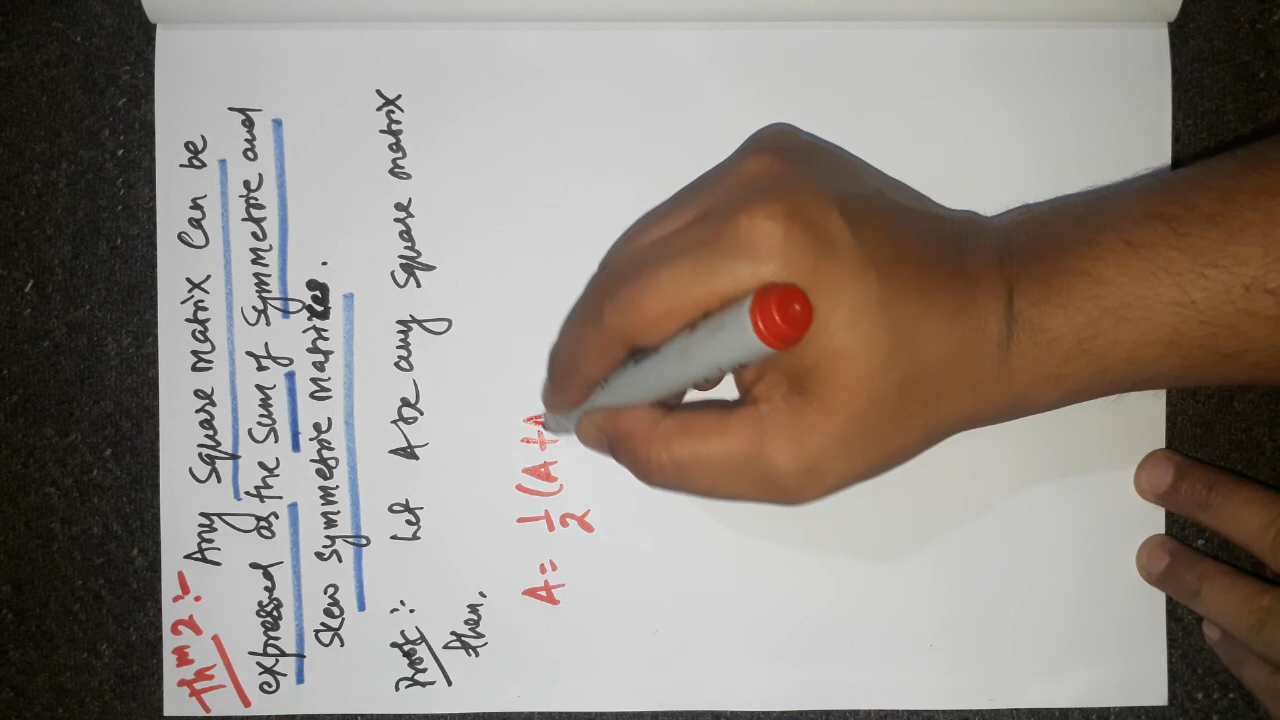 Thm 2:- Any Square matrix Can be
expressed as the Sum of Symmetric and
Skew Symmetric matrices.
Proof:- Let A be any Square matrix
then,
A = 1/2 (A +